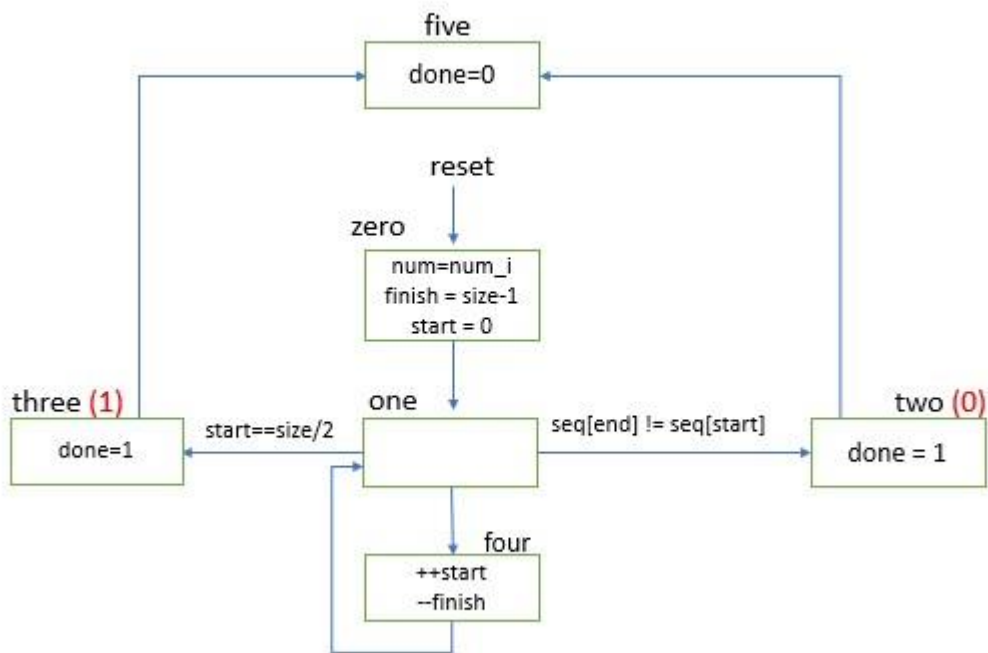 five
done=0
reset
zero
num=num_i
finish = size-1
start = 0
three (1)
one
two (0)
done=1
start==size/2
seq[end] != seq[start]
done = 1
four
++start
--finish